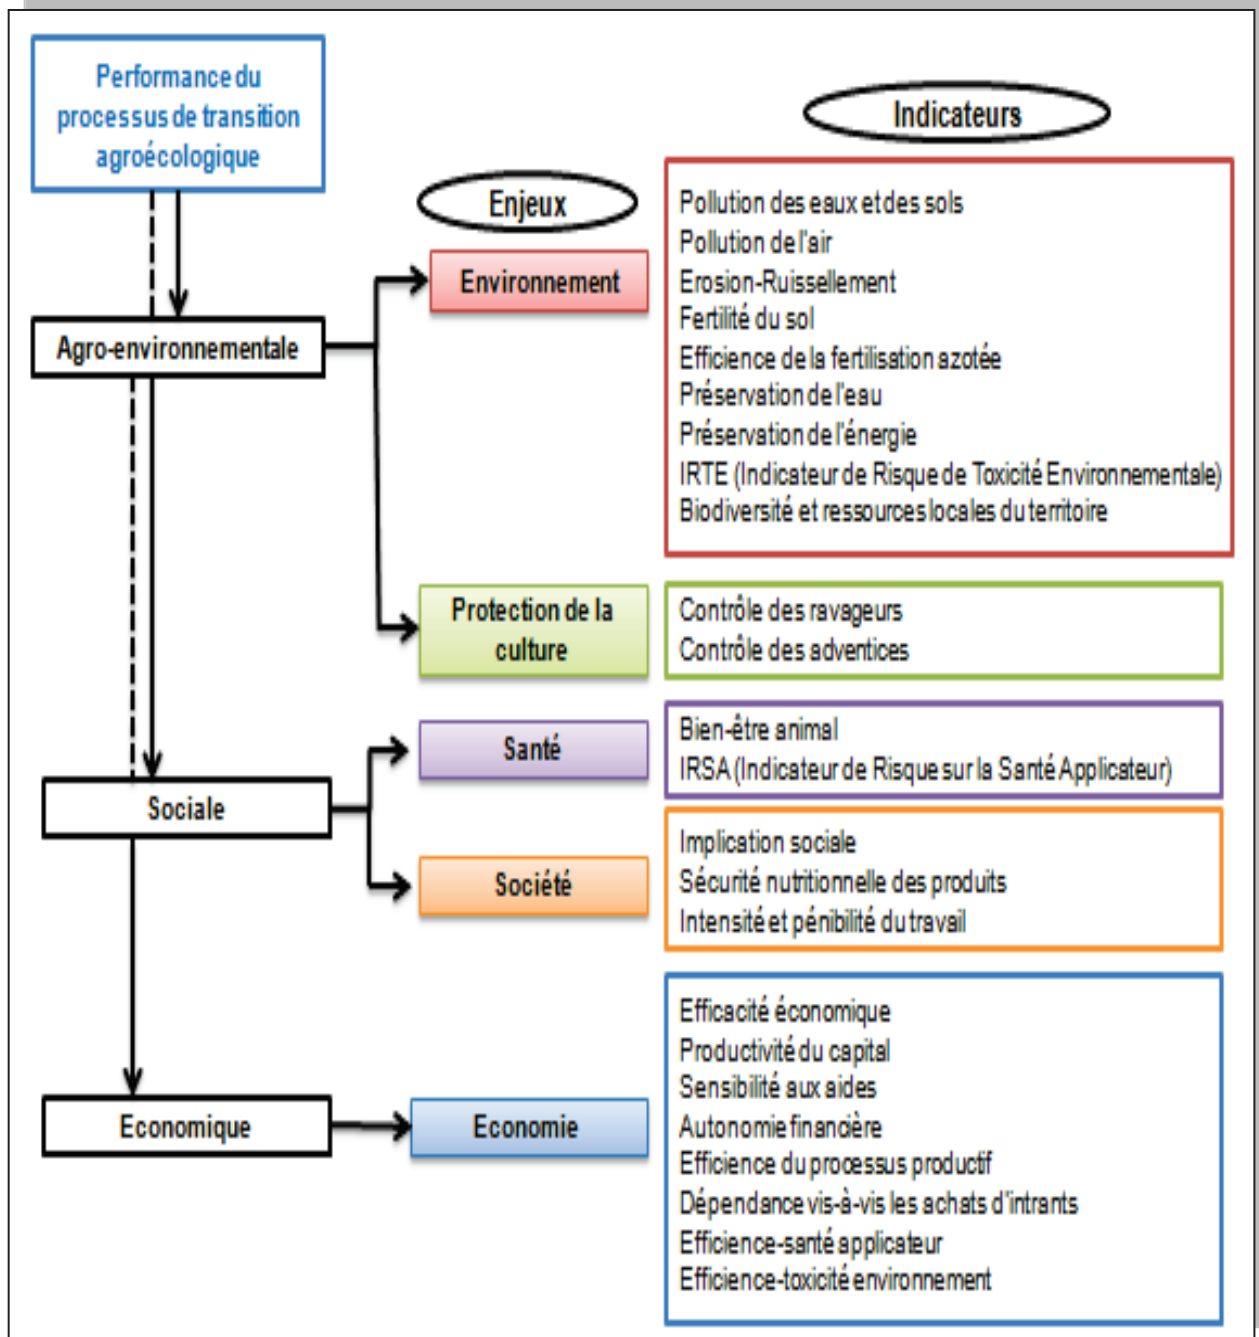 Performance du
processus de transition
agroécologique
Indicateurs
Enjeux
Agro-environnementale
Environnement
Pollution des eaux et des sols
Pollution de l'air
Erosion-Ruissellement
Fertilité du sol
Efficience de la fertilisation azotée
Préservation de l'eau
Préservation de l'énergie
IRTE (Indicateur de Risque de Toxicité Environnementale)
Biodiversité et ressources locales du territoire
Protection de la
culture
Contrôle des ravageurs
Contrôle des adventices
Sociale
Santé
Bien-être animal
IRSA (Indicateur de Risque sur la Santé Applicateur)
Société
Implication sociale
Sécurité nutritionnelle des produits
Intensité et pénibilité du travail
Economique
Economie
Efficacité économique
Productivité du capital
Sensibilité aux aides
Autonomie financière
Efficience du processus productif
Dépendance vis-à-vis les achats d'intrants
Efficience-santé applicateur
Efficience-toxicité environnement